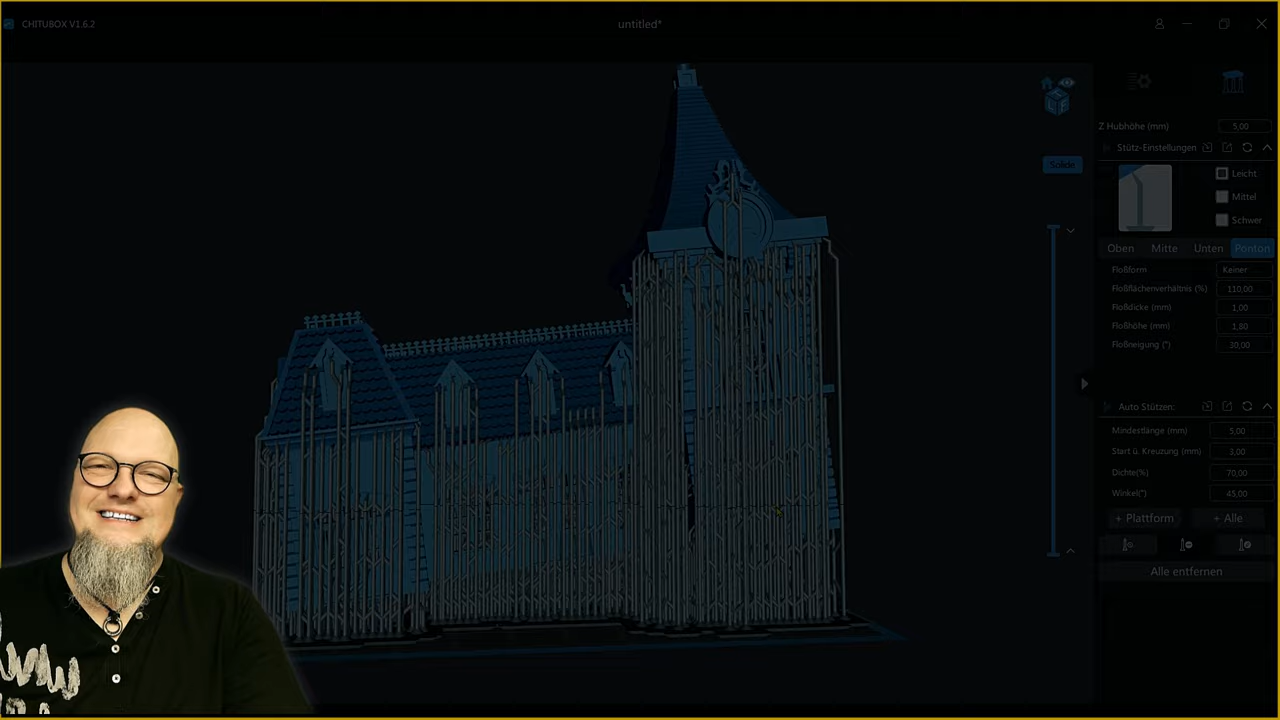 CHITUBOX V1.6.2
untitled*
Z Hubhöhe (mm) 5,00
Stütz-Einstellungen
Leicht
Mittel
Schwer
Solide
Oben Mitte Unten Ponton
Floßform Keiner
Floßflächenverhältnis (%) 110,00
Floßdicke (mm) 1,00
Floßhöhe (mm) 1,80
Floßneigung (°) 30,00
Auto Stützen:
Mindestlänge (mm) 5,00
Start ü. Kreuzung (mm) 3,00
Dichte(%) 70,00
Winkel(°) 45,00
+ Plattform + Alle
Alle entfernen